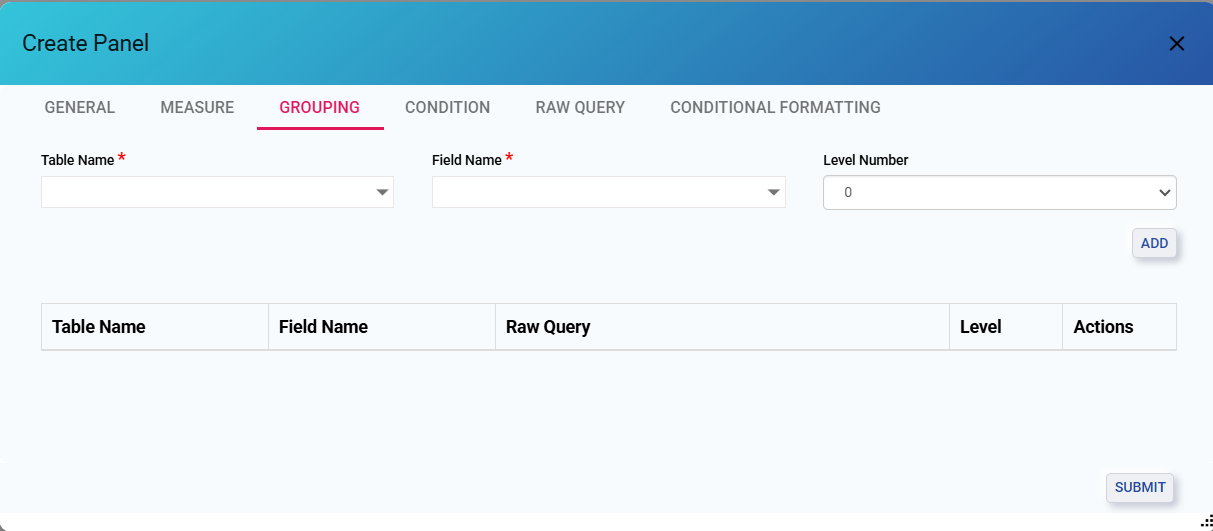 Create Panel
GENERAL MEASURE GROUPING CONDITION RAW QUERY CONDITIONAL FORMATTING
Table Name * Field Name * Level Number
0
ADD
Table Name Field Name Raw Query Level Actions
SUBMIT